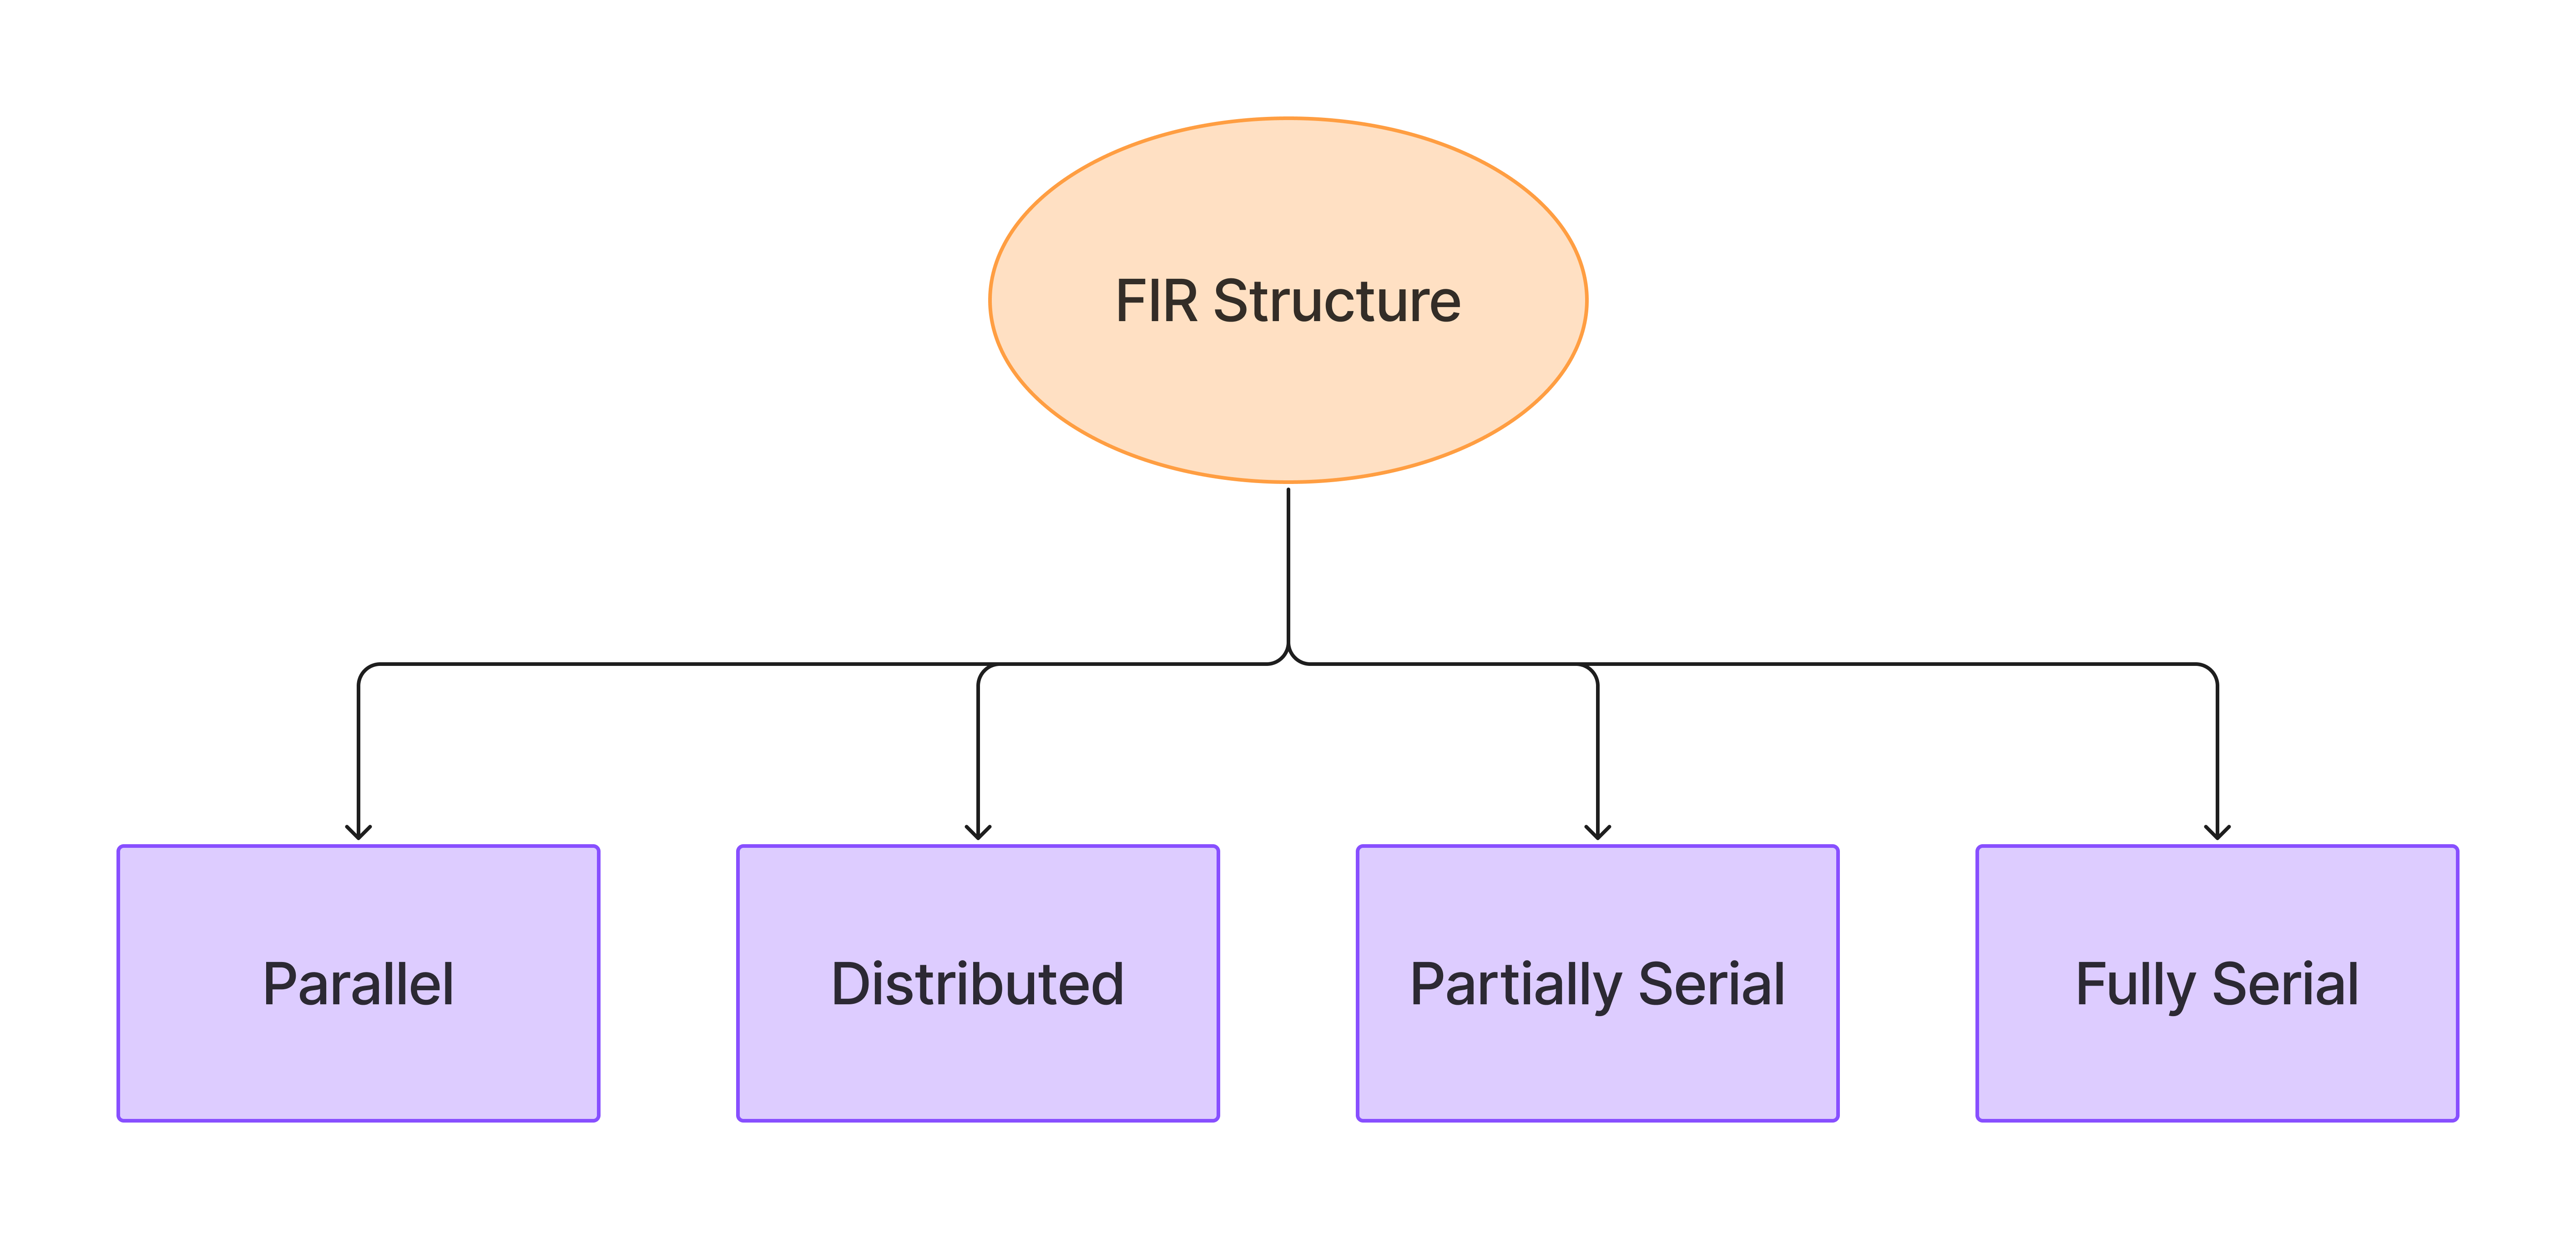 FIR Structure
Parallel
Distributed
Partially Serial
Fully Serial